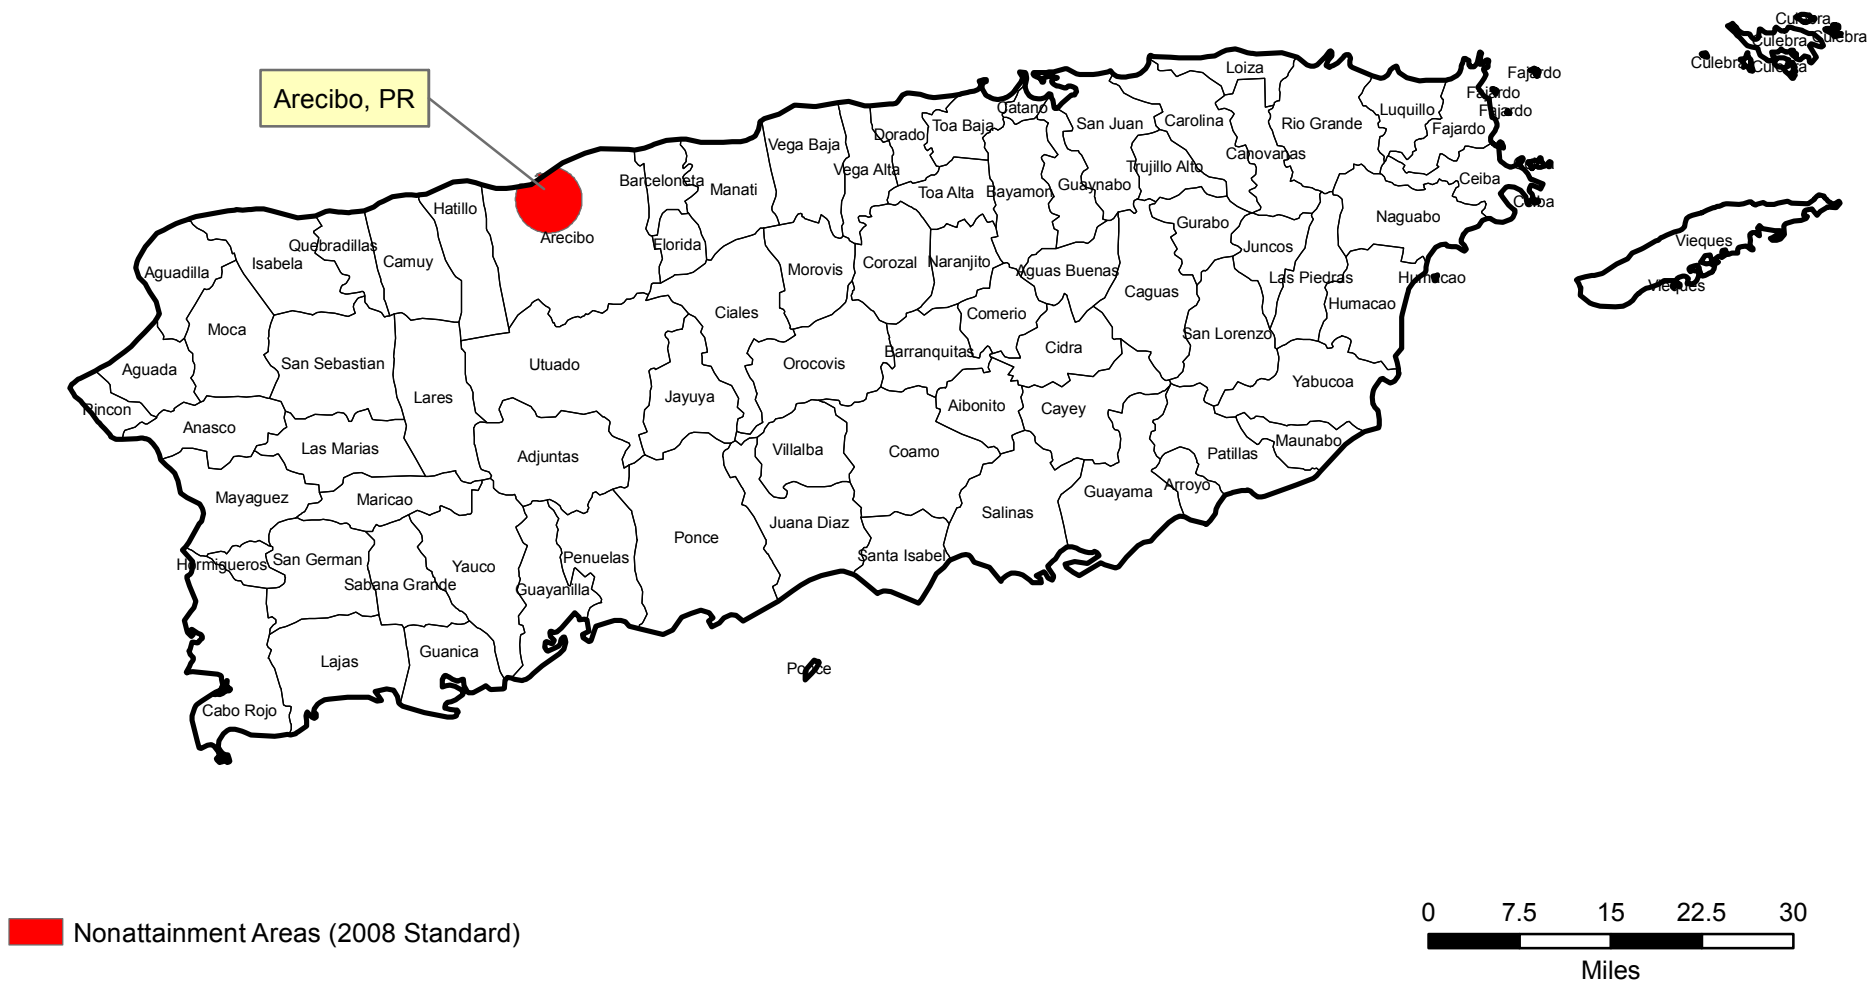 Culebra
Culebra
Culebra
Culebra
Culebra
Loiza
Fajardo
Arecibo, PR
Fajardo
Catano
Luquillo
Fajardo
Toa Baja
San Juan
Carolina
Rio Grande
Fajardo
Dorado
Vega Baja
Canovanas
Vega Alta
Trullijo Alto
Ceiba
Barceloneta
Manati
Toa Alta
Bayamon
Guaynabo
Ceiba
Ceiba
Hatillo
Gurabo
Naguabo
Arecibo
Vieques
Quebradillas
Florida
Juncos
Isabela
Camuy
Corozal
Naranjito
Aguadilla
Morovis
Aguas Buenas
Las Piedras
Humacao
Vieques
Caguas
Ciales
Comerio
Humacao
Moca
San Lorenzo
Cidra
Barranquitas
San Sebastian
Utuado
Orocovis
Aguada
Yabucoa
Lares
Jayuya
Aibonito
Cayey
Rincon
Anasco
Las Marias
Villalba
Coamo
Maunabo
Adjuntas
Patillas
Arroyo
Mayaguez
Maricao
Guayama
Salinas
Juana Diaz
Ponce
Santa Isabel
Hormigueros
San German
Penuelas
Yauco
Sabana Grande
Guayanilla
Guanica
Lajas
Ponce
Cabo Rojo
0 7.5 15 22.5 30
Nonattainment Areas (2008 Standard)
Miles